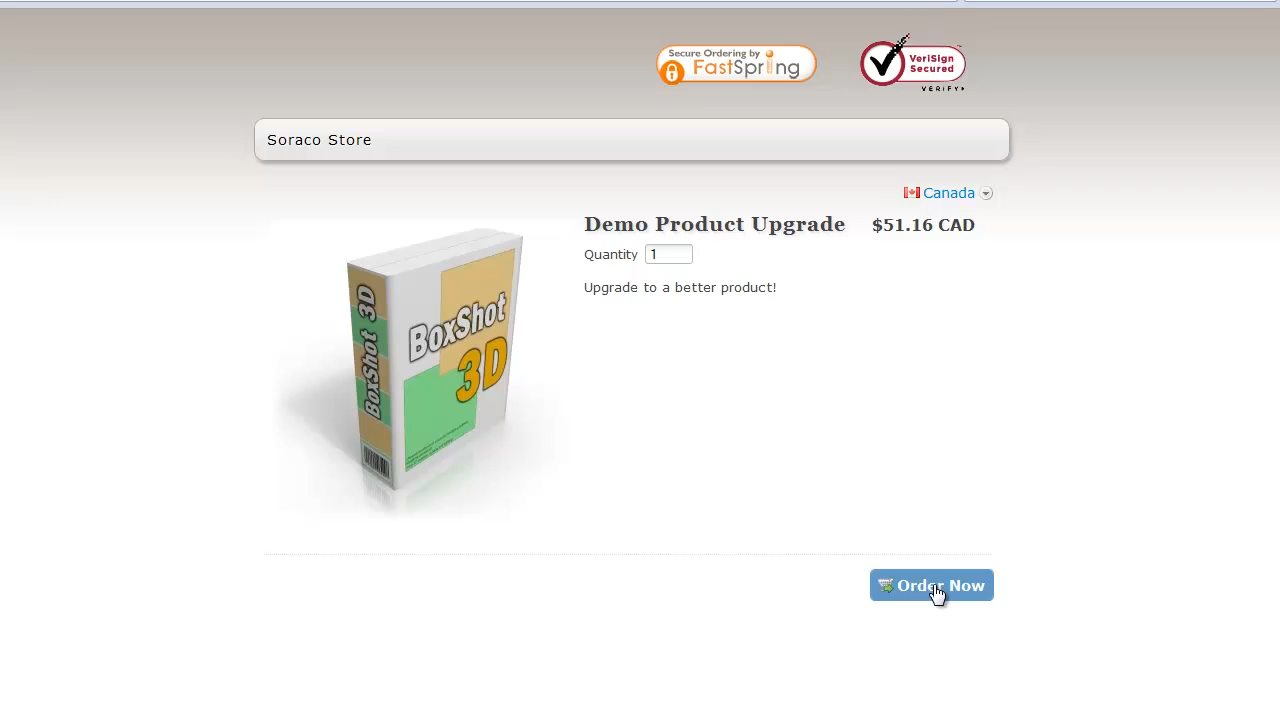 Secure Ordering by
FastSpring
VeriSign
Secured
VERIFY
Soraco Store
Canada
Demo Product Upgrade $51.16 CAD
Quantity 1
Upgrade to a better product!
BoxShot 3D
BoxShot
3D
Order Now